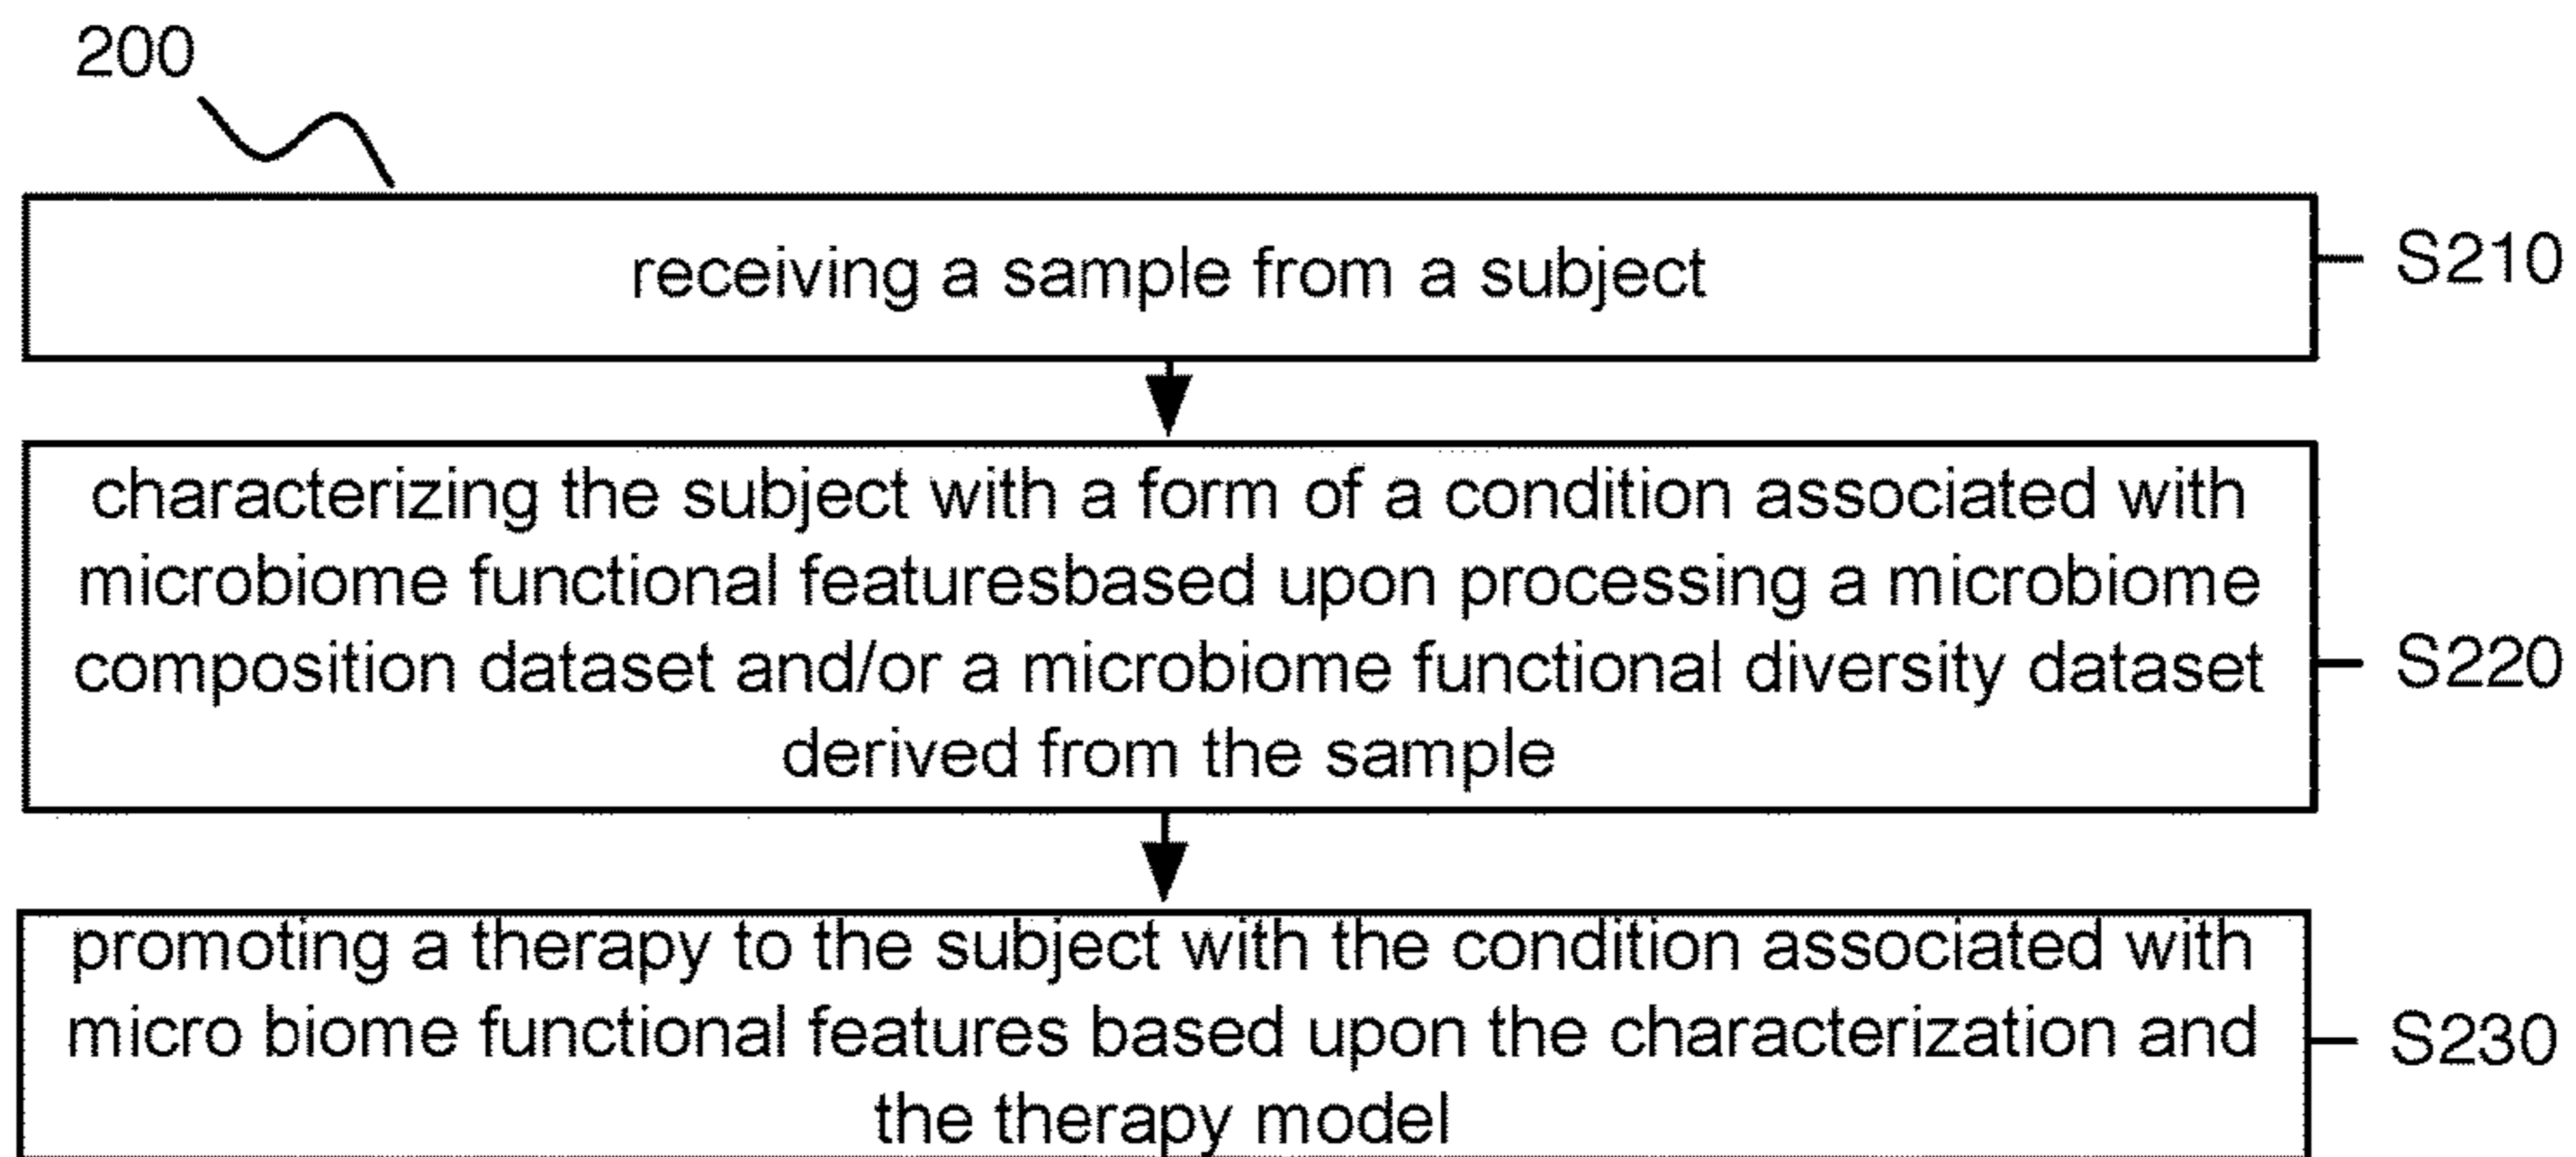 200
receiving a sample from a subject
S210
characterizing the subject with a form of a condition associated with
microbiome functional featuresbased upon processing a microbiome
composition dataset and/or a microbiome functional diversity dataset
derived from the sample
S220
promoting a therapy to the subject with the condition associated with
micro biome functional features based upon the characterization and
the therapy model
S230